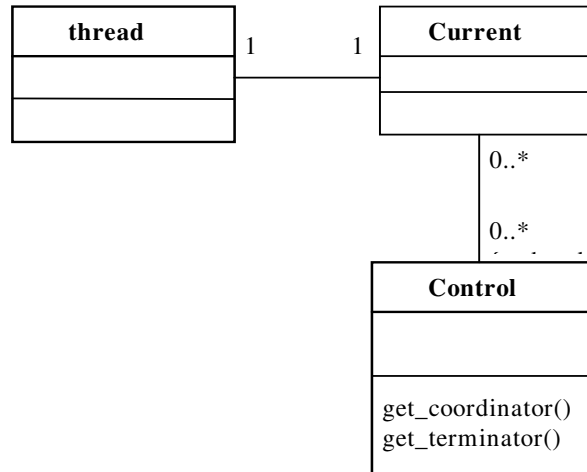 thread
Current
1
1
0..*
0..*
Control
get_coordinator()
get_terminator()